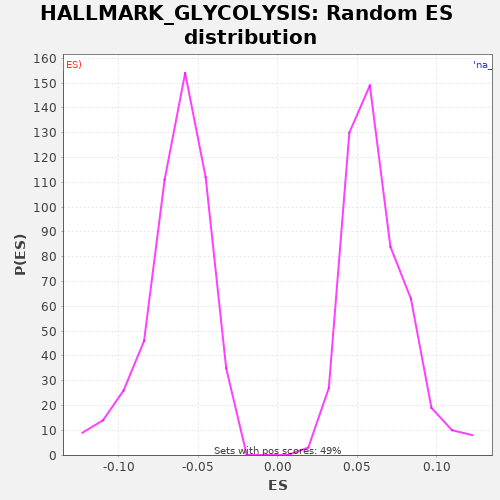 HALLMARK_GLYCOLYSIS: Random ES
distribution
ES)
'na_
160
150
140
130
120
110
100
90
80
70
60
50
40
30
20
10
0
P(ES)
Sets with pos scores: 49%
-0.10 -0.05 0.00 0.05 0.10
ES